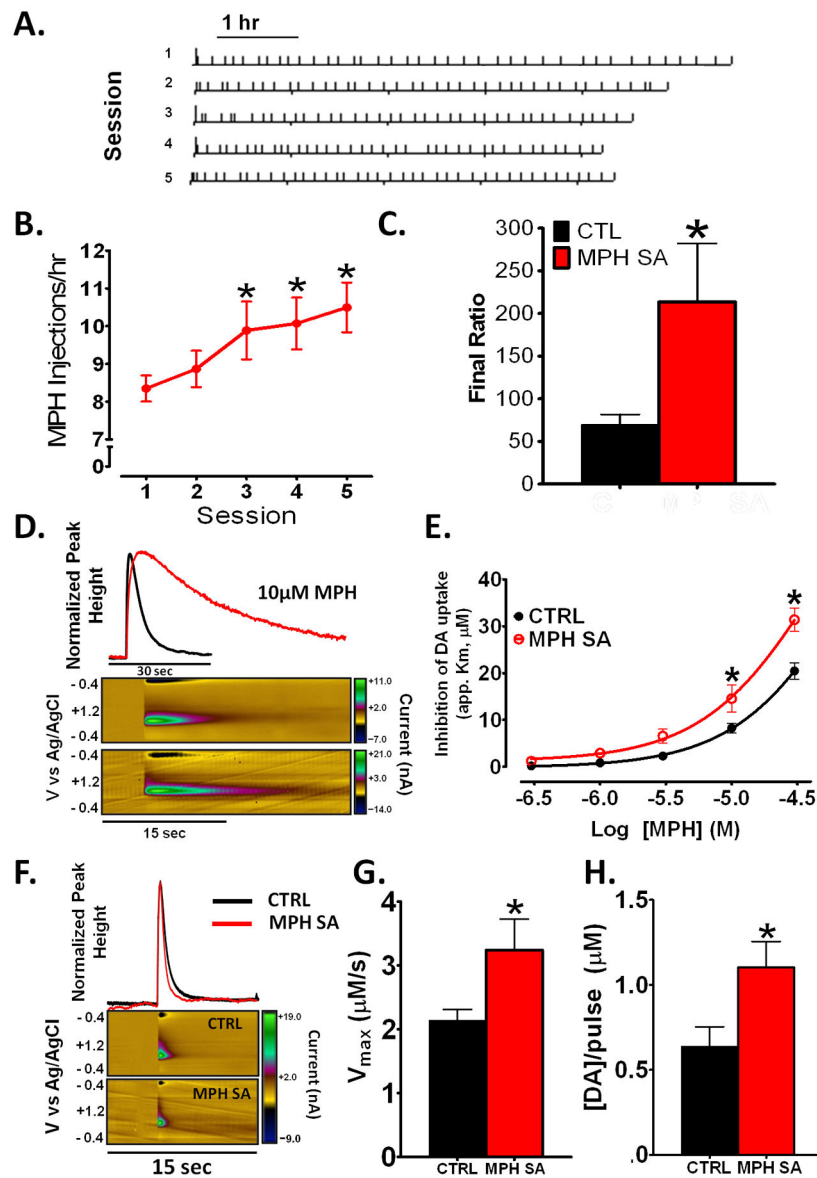 A.
1 hr
Session
1
2
3
4
5
B.
MPH Injections/hr
12
11
10
9
8
7
0
* * *
1 2 3 4 5
Session
C.
Final Ratio
300
250
200
150
100
50
0
CTL
MPH SA
*
D.
Normalized Peak
Height
10µM MPH
30 sec
V vs Ag/AgCl
- 0.4
+1.2
- 0.4
+1.2
- 0.4
+11.0
+2.0
-7.0
+21.0
+3.0
-14.0
Current (nA)
15 sec
E.
Inhibition of DA uptake
(app. Km, µM)
40
30
20
10
0
CTRL
MPH SA
* *
-6.5 -6.0 -5.5 -5.0 -4.5
Log [MPH] (M)
F.
Normalized Peak
Height
CTRL
MPH SA
V vs Ag/AgCl
- 0.4
+1.2
- 0.4
+1.2
- 0.4
CTRL
MPH SA
+19.0
+2.0
-9.0
Current (nA)
15 sec
G.
Vmax (µM/s)
4
3
2
1
0
*
CTRL MPH SA
H.
[DA]/pulse (µM)
1.5
1.0
0.5
.0
*
CTRL MPH SA